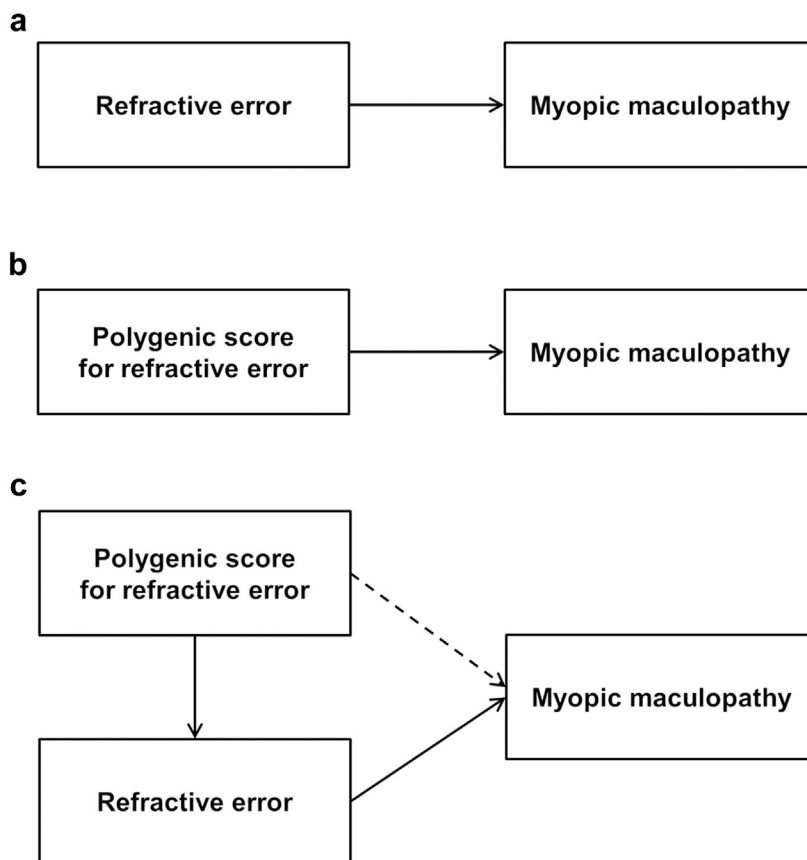 a
Refractive error
Myopic maculopathy
b
Polygenic score
for refractive error
Myopic maculopathy
c
Polygenic score
for refractive error
Myopic maculopathy
Refractive error